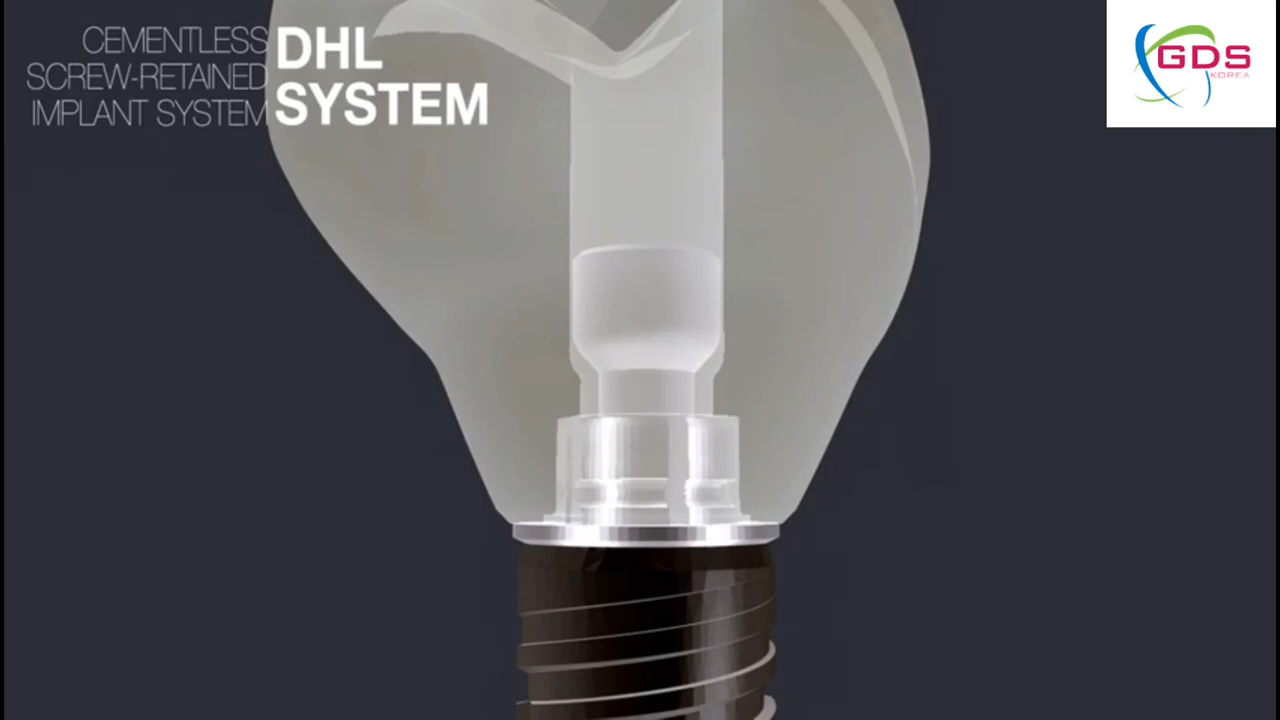 CEMENTLESS
SCREW-RETAINED
IMPLANT SYSTEM
DHL
SYSTEM
GDS
KOREA